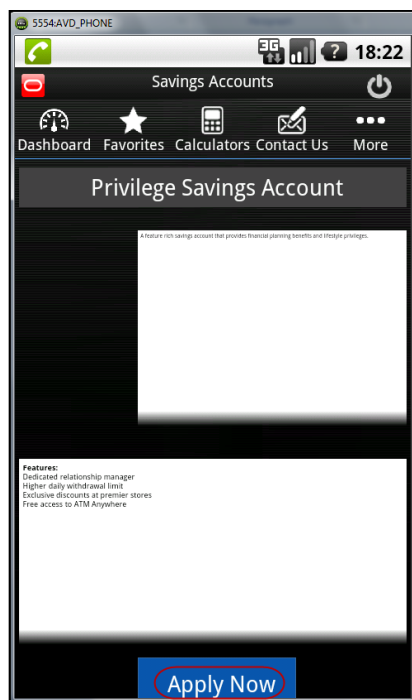 5554:AVD_PHONE
3G 18:22
Savings Accounts
Dashboard Favorites Calculators Contact Us More
Privilege Savings Account
A feature rich savings account that provides financial planning benefits and lifestyle privileges.
Features:
Dedicated relationship manager
Higher daily withdrawal limit
Exclusive discounts at premier stores
Free access to ATM Anywhere
Apply Now